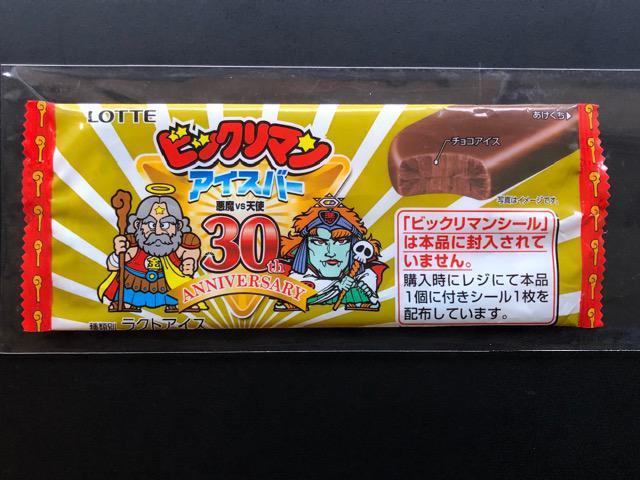 LOTTE
あけくち
ビックリマン
アイスバー
悪魔VS天使
30th
ANNIVERSARY
種類別 ラクトアイス
チョコアイス
写真はイメージです。
「ビックリマンシール」
は本品に封入されて
いません。
購入時にレジにて本品
1個に付きシール1枚を
配布しています。